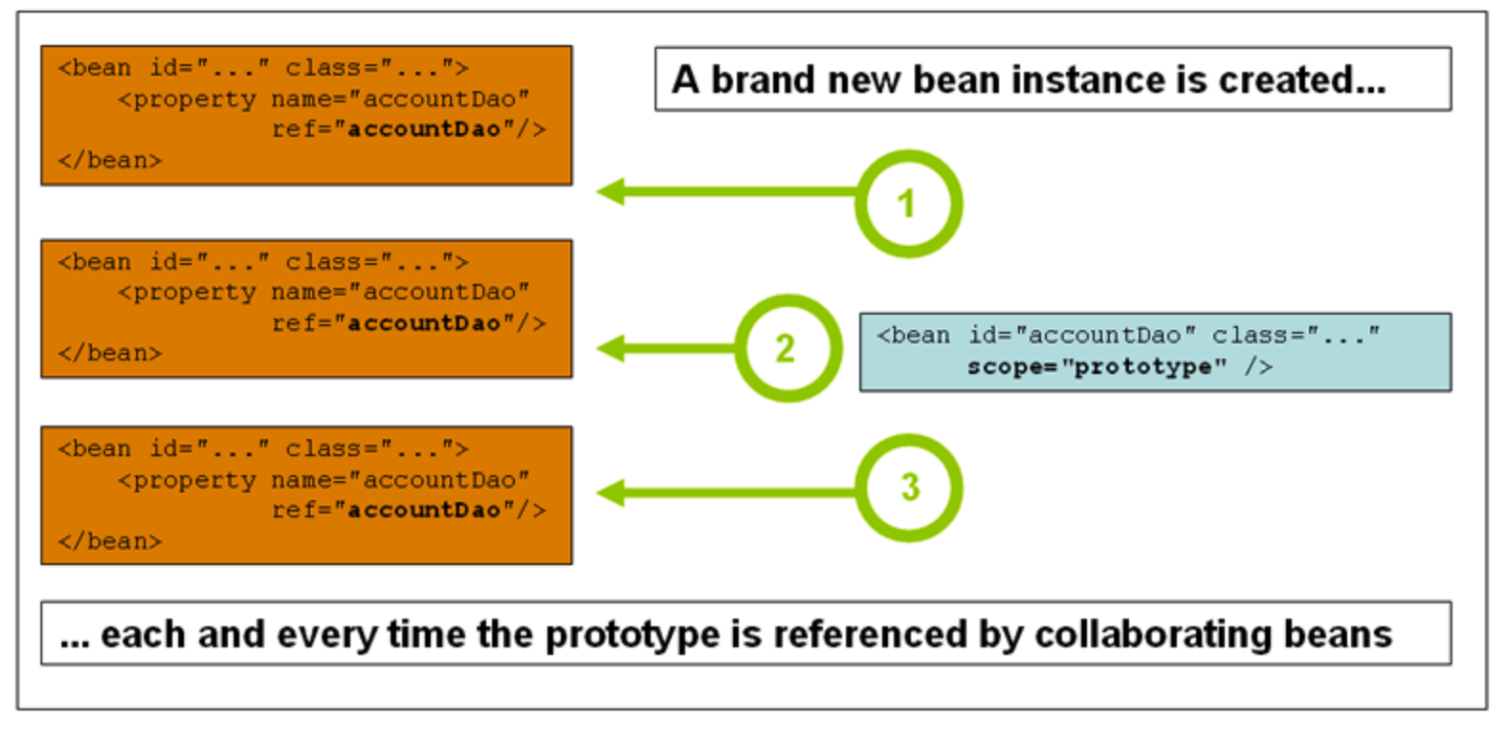 <bean id="..." class="...">
    <property name="accountDao"
              ref="accountDao"/>
</bean>
A brand new bean instance is created...
1
<bean id="..." class="...">
    <property name="accountDao"
              ref="accountDao"/>
</bean>
2
<bean id="accountDao" class="..."
      scope="prototype" />
<bean id="..." class="...">
    <property name="accountDao"
              ref="accountDao"/>
</bean>
3
... each and every time the prototype is referenced by collaborating beans